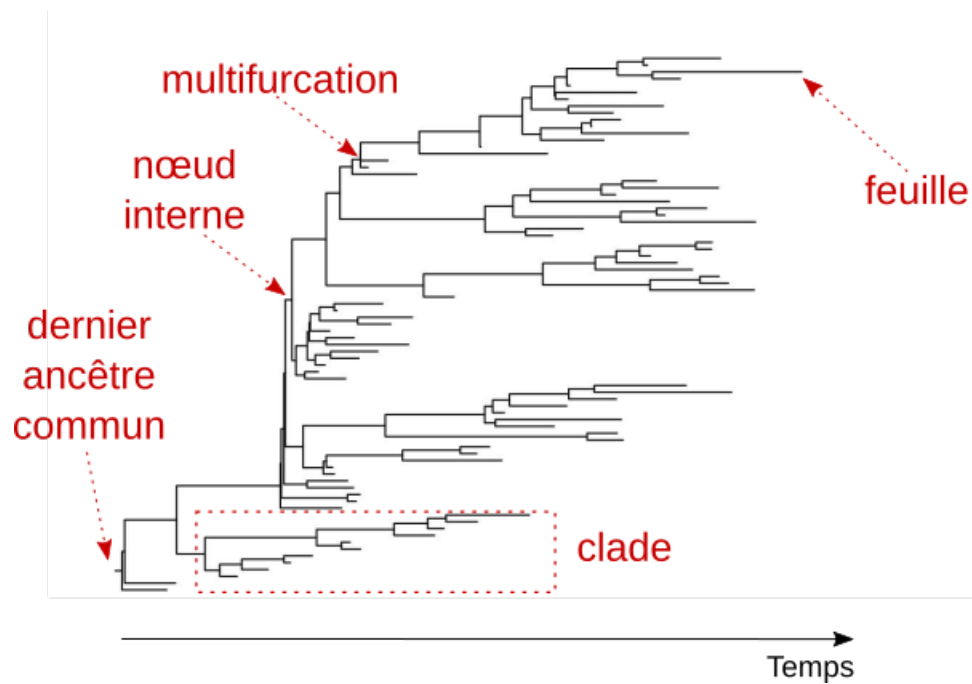 multifurcation
nœud
interne
feuille
dernier
ancêtre
commun
clade
Temps